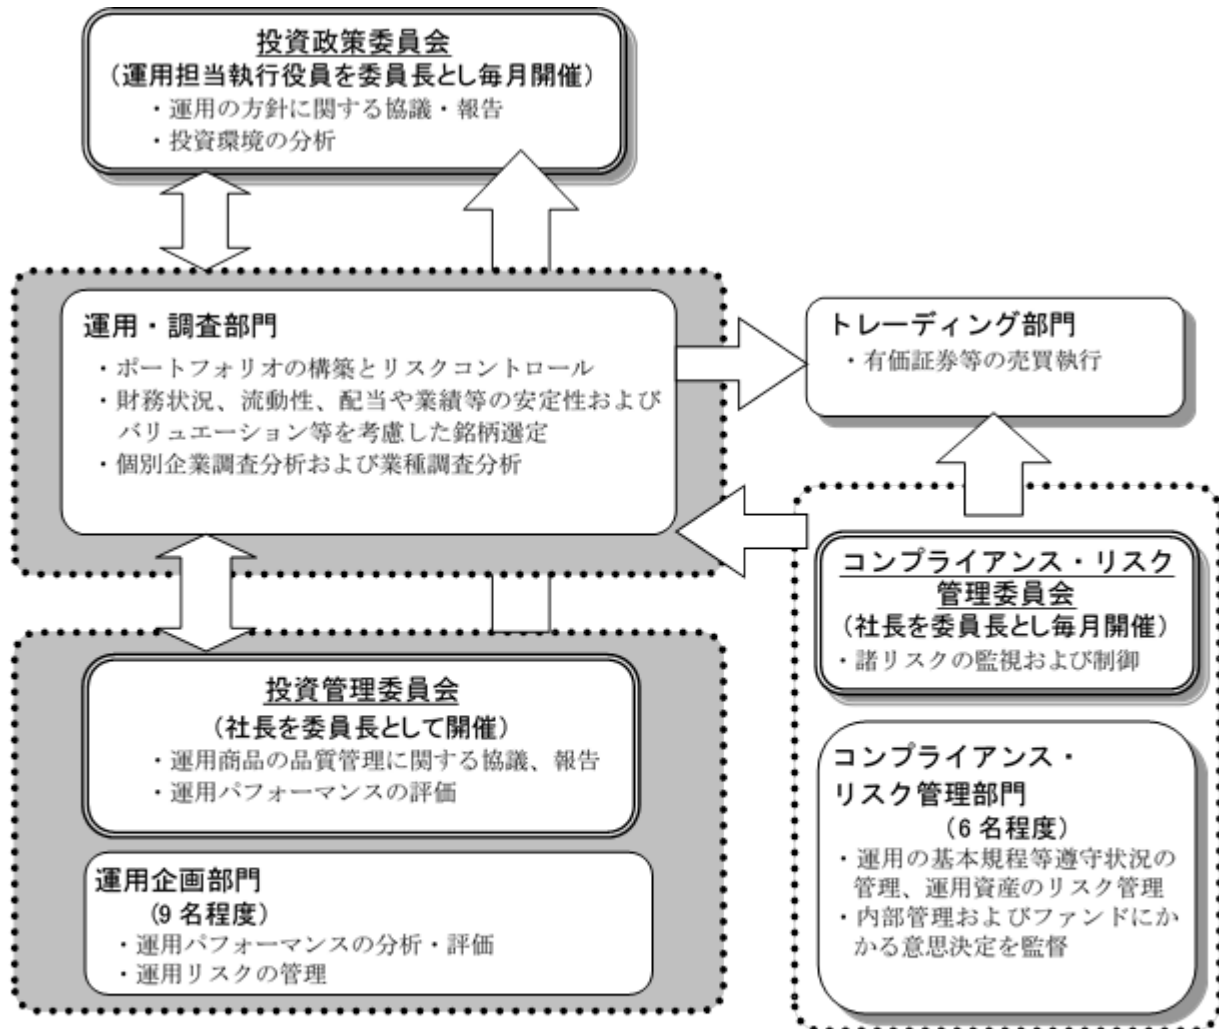 投資政策委員会
(運用担当執行役員を委員長とし毎月開催)
・運用の方針に関する協議・報告
・投資環境の分析
運用・調査部門
・ポートフォリオの構築とリスクコントロール
・財務状況、流動性、配当や業績等の安定性および
バリュエーション等を考慮した銘柄選定
・個別企業調査分析および業種調査分析
トレーディング部門
・有価証券等の売買執行
投資管理委員会
(社長を委員長として開催)
・運用商品の品質管理に関する協議、報告
・運用パフォーマンスの評価
運用企画部門
(9名程度)
・運用パフォーマンスの分析・評価
・運用リスクの管理
コンプライアンス・リスク
管理委員会
(社長を委員長とし毎月開催)
・諸リスクの監視および制御
コンプライアンス・
リスク管理部門
(6名程度)
・運用の基本規程等遵守状況の
管理、運用資産のリスク管理
・内部管理およびファンドにか
かる意思決定を監督